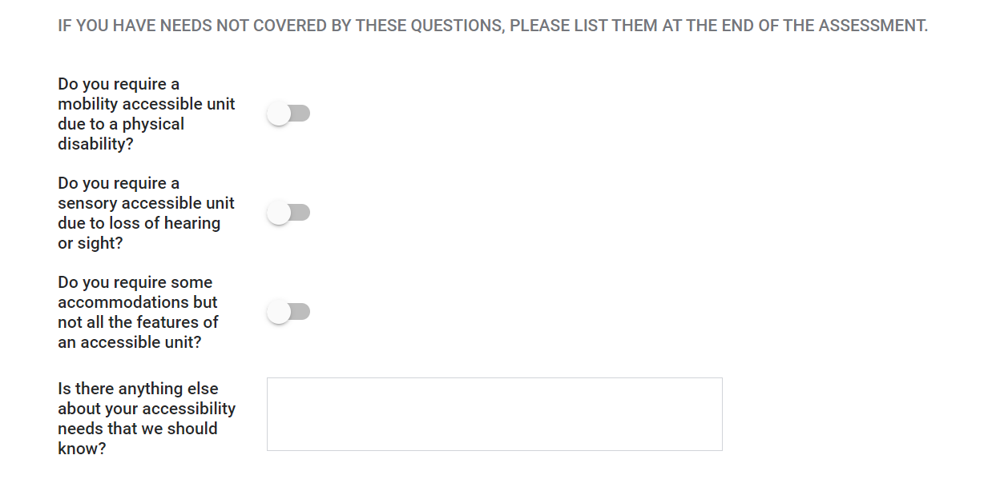 IF YOU HAVE NEEDS NOT COVERED BY THESE QUESTIONS, PLEASE LIST THEM AT THE END OF THE ASSESSMENT.
Do you require a
mobility accessible unit
due to a physical
disability?
Do you require a
sensory accessible unit
due to loss of hearing
or sight?
Do you require some
accommodations but
not all the features of
an accessible unit?
Is there anything else
about your accessibility
needs that we should
know?